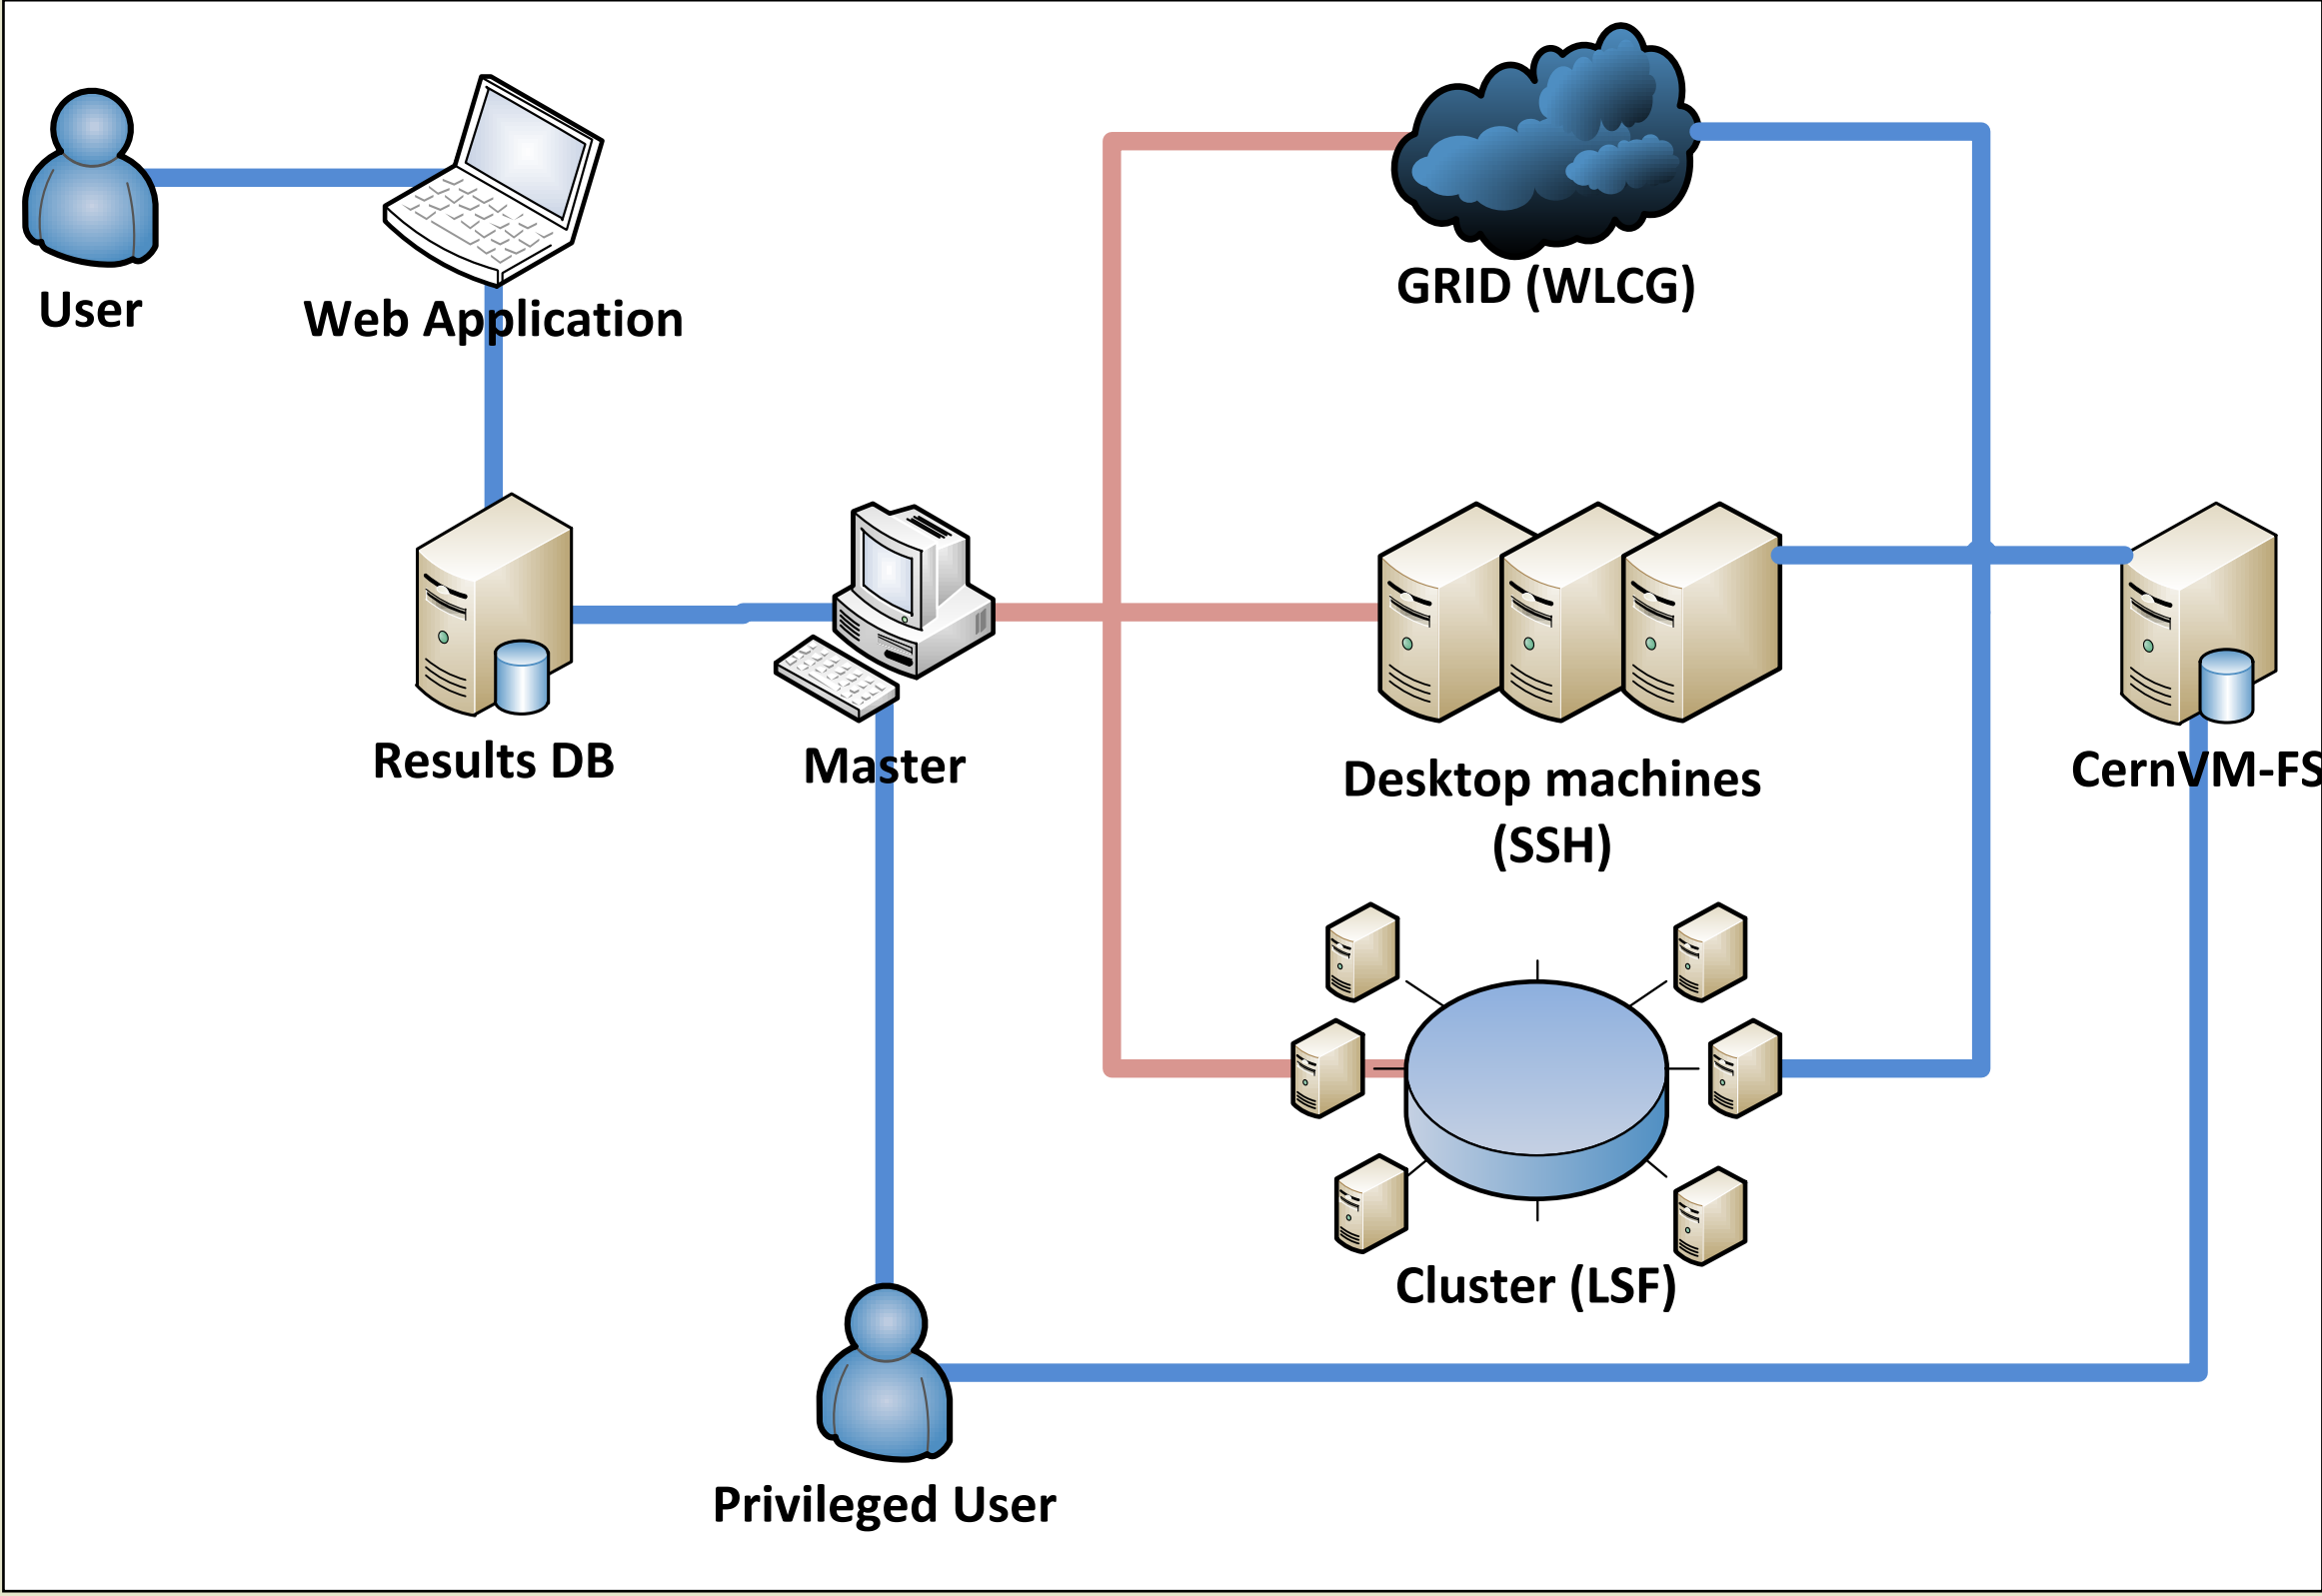 User
Web Application
GRID (WLCG)
Results DB
Master
Desktop machines
(SSH)
CernVM-FS
Cluster (LSF)
Privileged User